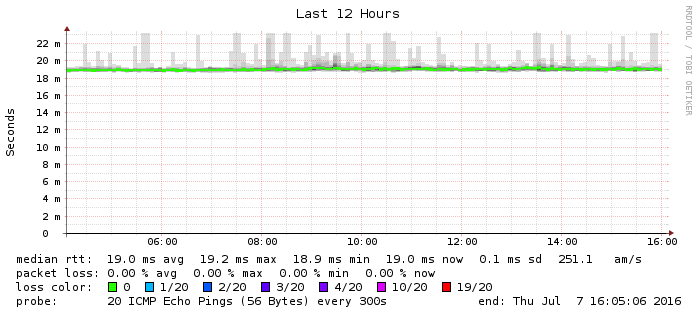 Last 12 Hours
RRDTOOL / TOBI OETIKER
Seconds
22 m
20 m
18 m
16 m
14 m
12 m
10 m
8 m
6 m
4 m
2 m
0
06:00 08:00 10:00 12:00 14:00 16:00
median rtt: 19.0 ms avg 19.2 ms max 18.9 ms min 19.0 ms now 0.1 ms sd 251.1 am/s
packet loss: 0.00 % avg 0.00 % max 0.00 % min 0.00 % now
loss color: 0 1/20 2/20 3/20 4/20 10/20 19/20
probe: 20 ICMP Echo Pings (56 Bytes) every 300s end: Thu Jul 7 16:05:06 2016